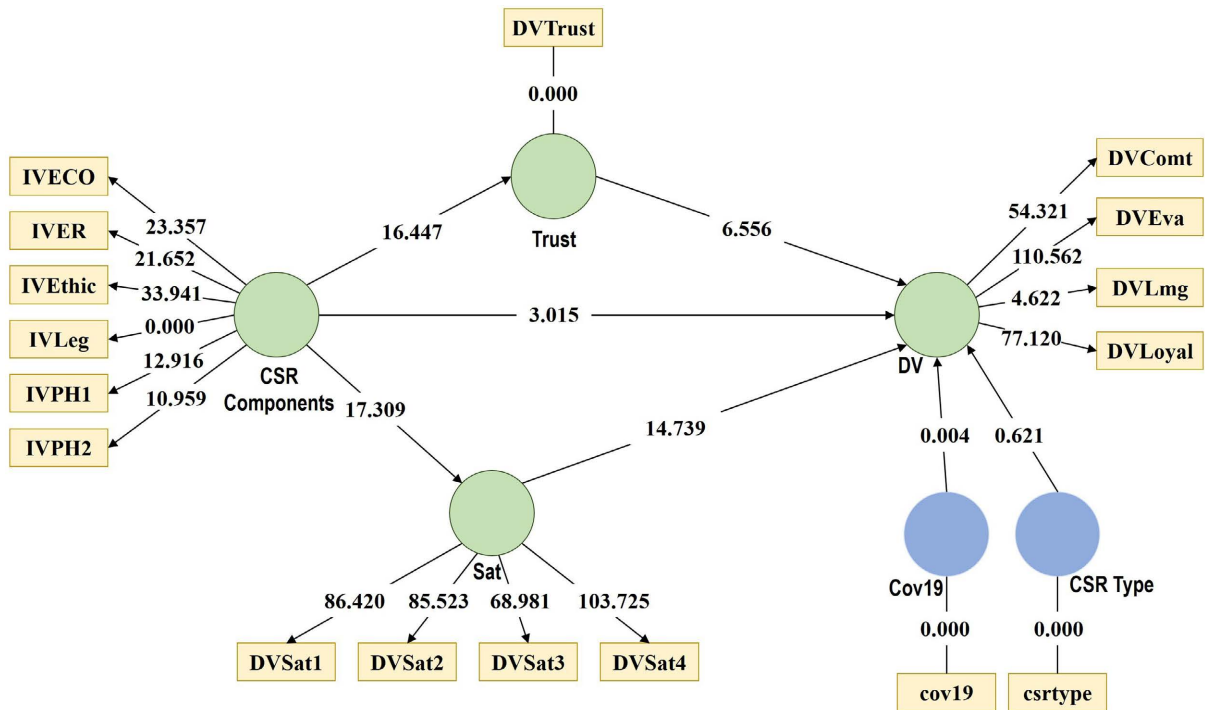 DVTrust
0.000
IVECO
IVER
IVEthic
IVLeg
IVPH1
IVPH2
23.357
21.652
33.941
0.000
12.916
10.959
CSR
Components
16.447
Trust
6.556
3.015
17.309
14.739
DV
54.321
110.562
4.622
77.120
DVComt
DVEva
DVLmg
DVLoyal
Sat
86.420
85.523
68.981
103.725
DVSat1
DVSat2
DVSat3
DVSat4
0.004
0.621
Cov19
CSR Type
0.000
0.000
cov19
csrtype